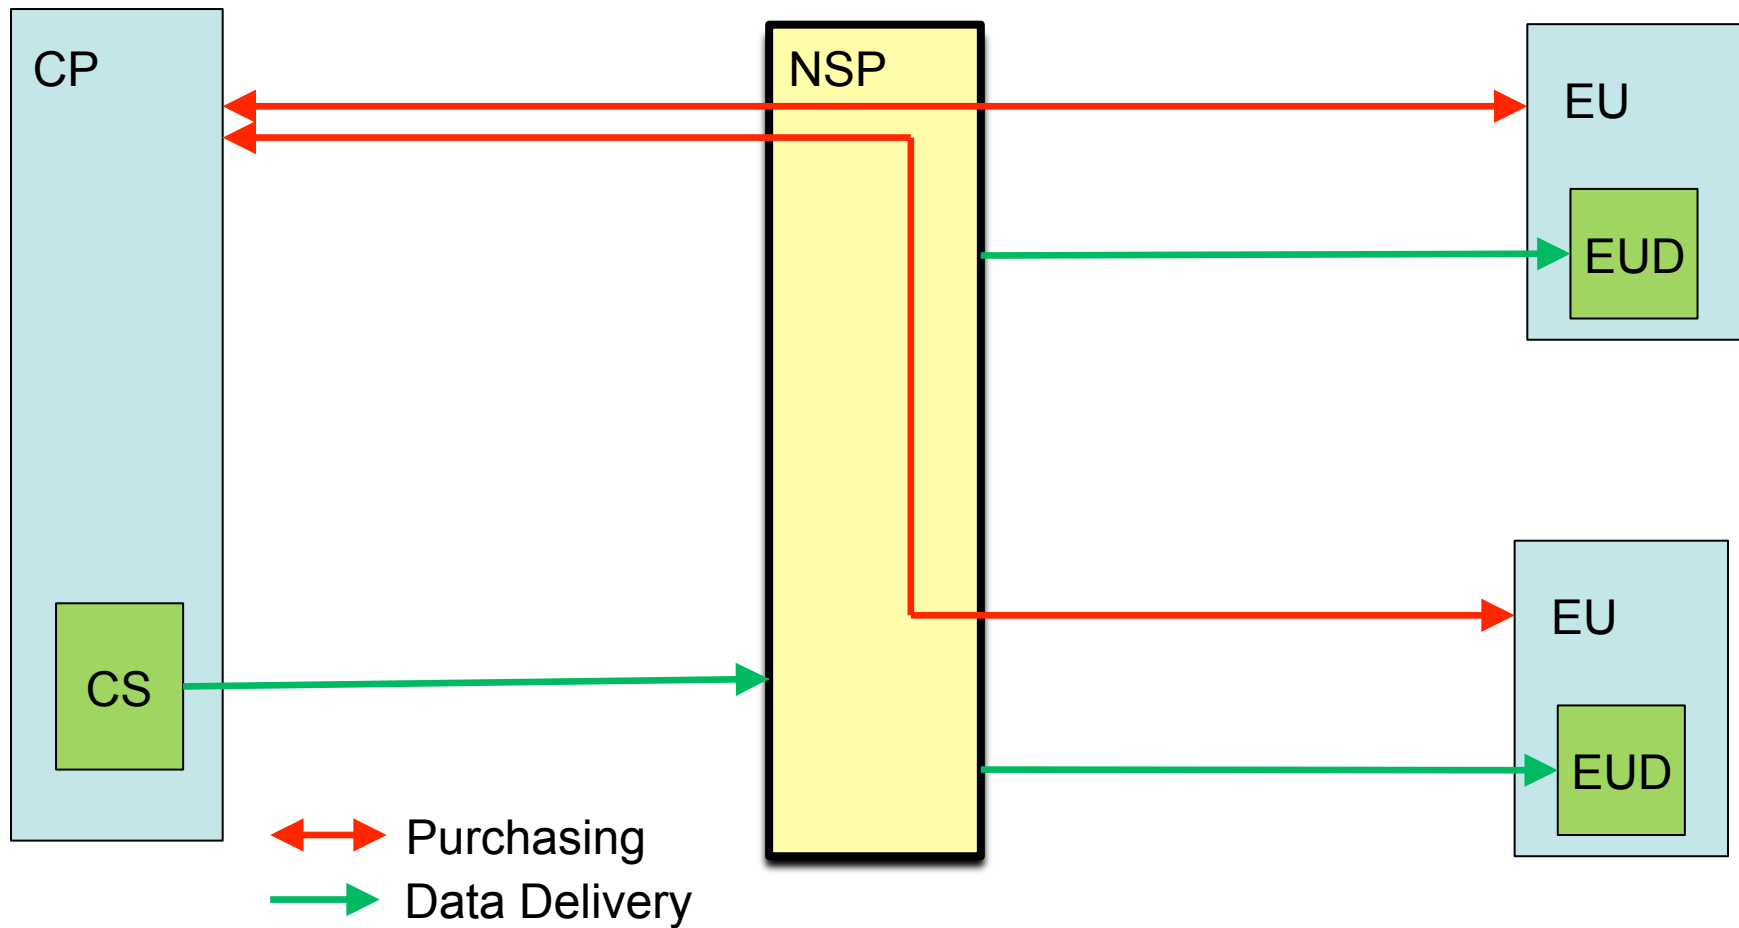 CP
NSP
EU
EUD
EU
CS
EUD
Purchasing
Data Delivery